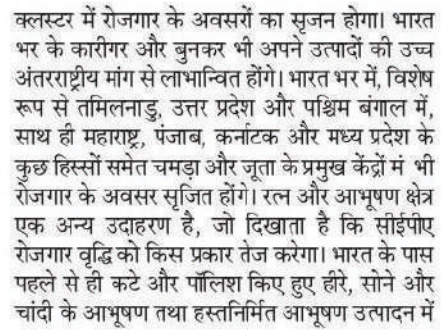 क्लस्टर में रोजगार के अवसरों का सृजन होगा। भारत
भर के कारीगर और बुनकर भी अपने उत्पादों की उच्च
अंतरराष्ट्रीय मांग से लाभान्वित होंगे। भारत भर में, विशेष
रूप से तमिलनाडु, उत्तर प्रदेश और पश्चिम बंगाल में,
साथ ही महाराष्ट्र, पंजाब, कर्नाटक और मध्य प्रदेश के
कुछ हिस्सों समेत चमड़ा और जूता के प्रमुख केंद्रों मं भी
रोजगार के अवसर सृजित होंगे। रत्न और आभूषण क्षेत्र
एक अन्य उदाहरण है, जो दिखाता है कि सीईपीए
रोजगार वृद्धि को किस प्रकार तेज करेगा। भारत के पास
पहले से ही कटे और पॉलिश किए हुए हीरे, सोने और
चांदी के आभूषण तथा हस्तनिर्मित आभूषण उत्पादन में